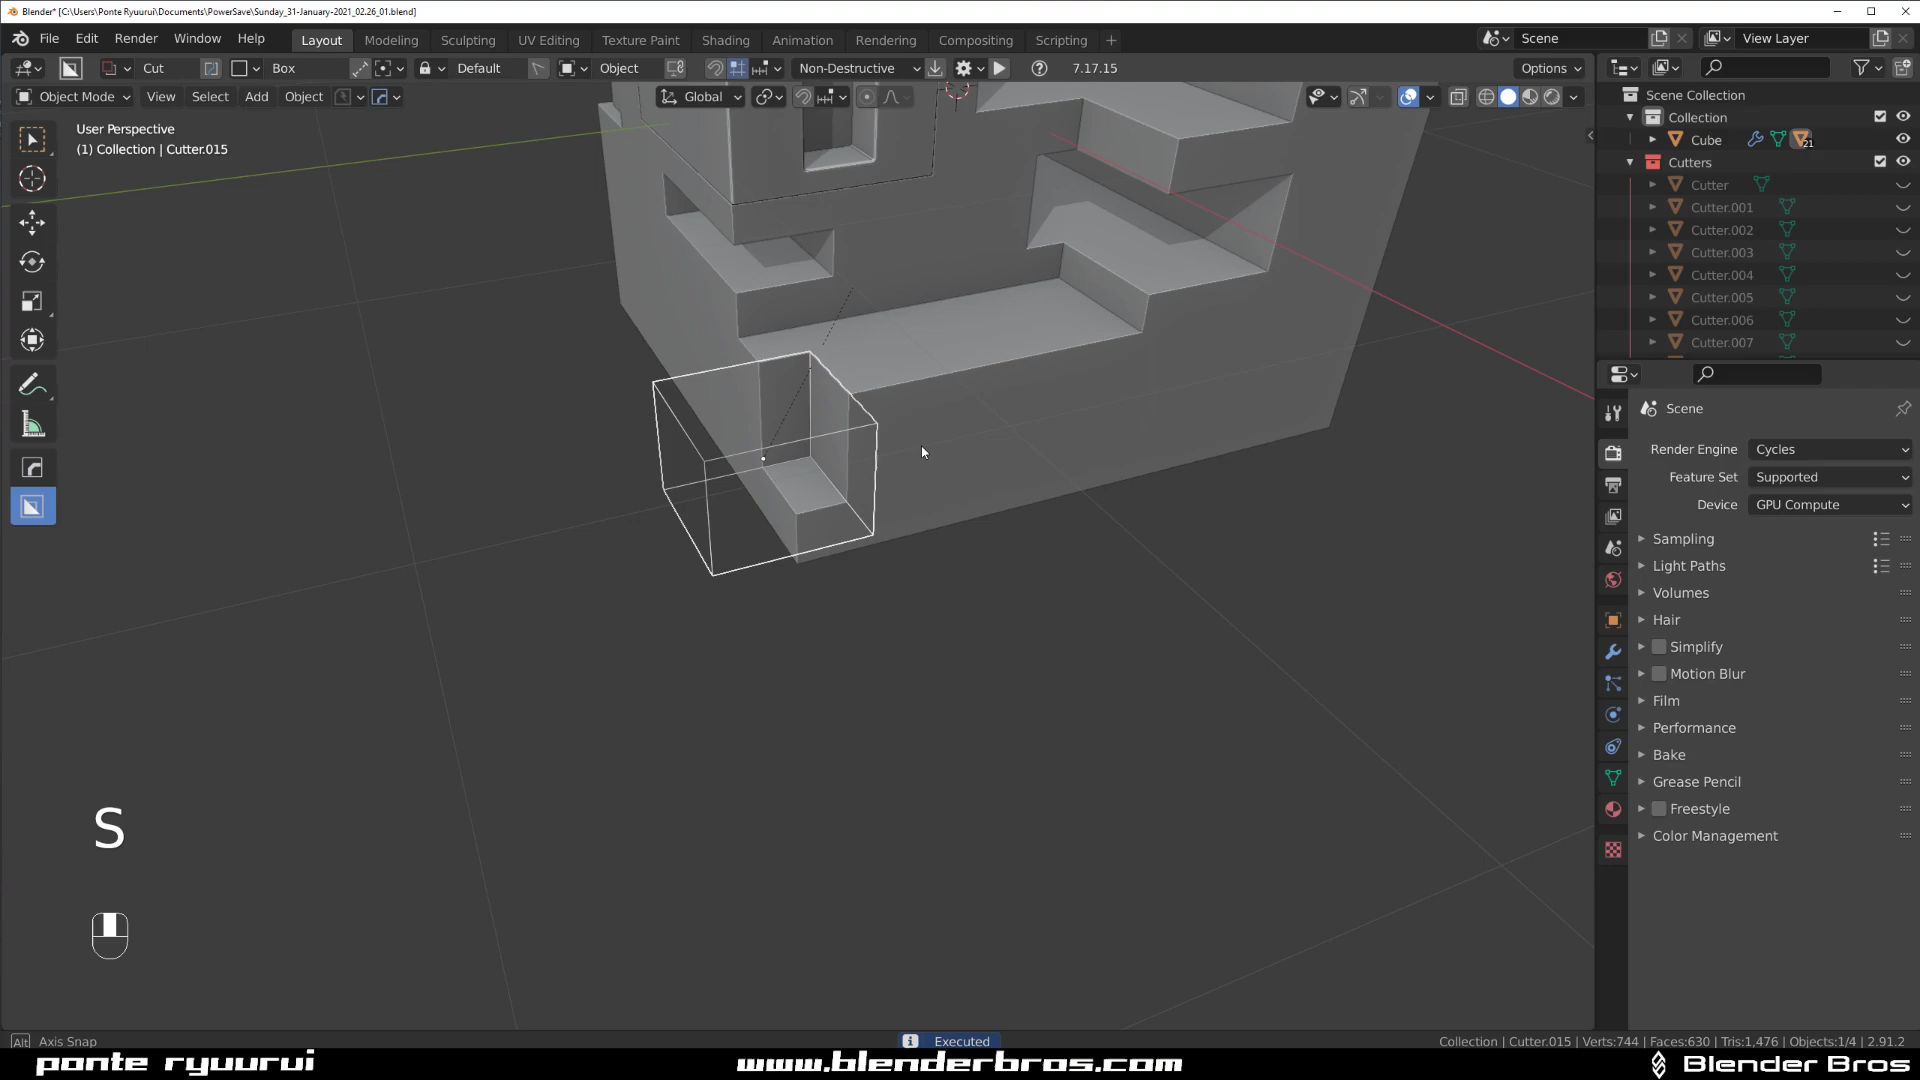 Blender* [C:\Users\Ponte Ryuurui\Documents\PowerSave\Sunday_31-January-2021_02.26_01.blend]
File Edit Render Window Help Layout Modeling Sculpting UV Editing Texture Paint Shading Animation Rendering Compositing Scripting + Scene View Layer
Cut Box Default Object Non-Destructive 7.17.15 Options
Object Mode View Select Add Object Global
User Perspective
(1) Collection | Cutter.015
Scene Collection
Collection
Cube 21
Cutters
Cutter
Cutter.001
Cutter.002
Cutter.003
Cutter.004
Cutter.005
Cutter.006
Cutter.007
Scene
Render Engine Cycles
Feature Set Supported
Device GPU Compute
Sampling
Light Paths
Volumes
Hair
Simplify
Motion Blur
Film
Performance
Bake
Grease Pencil
Freestyle
Color Management
S
Alt Axis Snap Executed Collection | Cutter.015 | Verts:744 | Faces:630 | Tris:1,476 | Objects:1/4 | 2.91.2
ponte ryuurui www.blenderbros.com Blender Bros